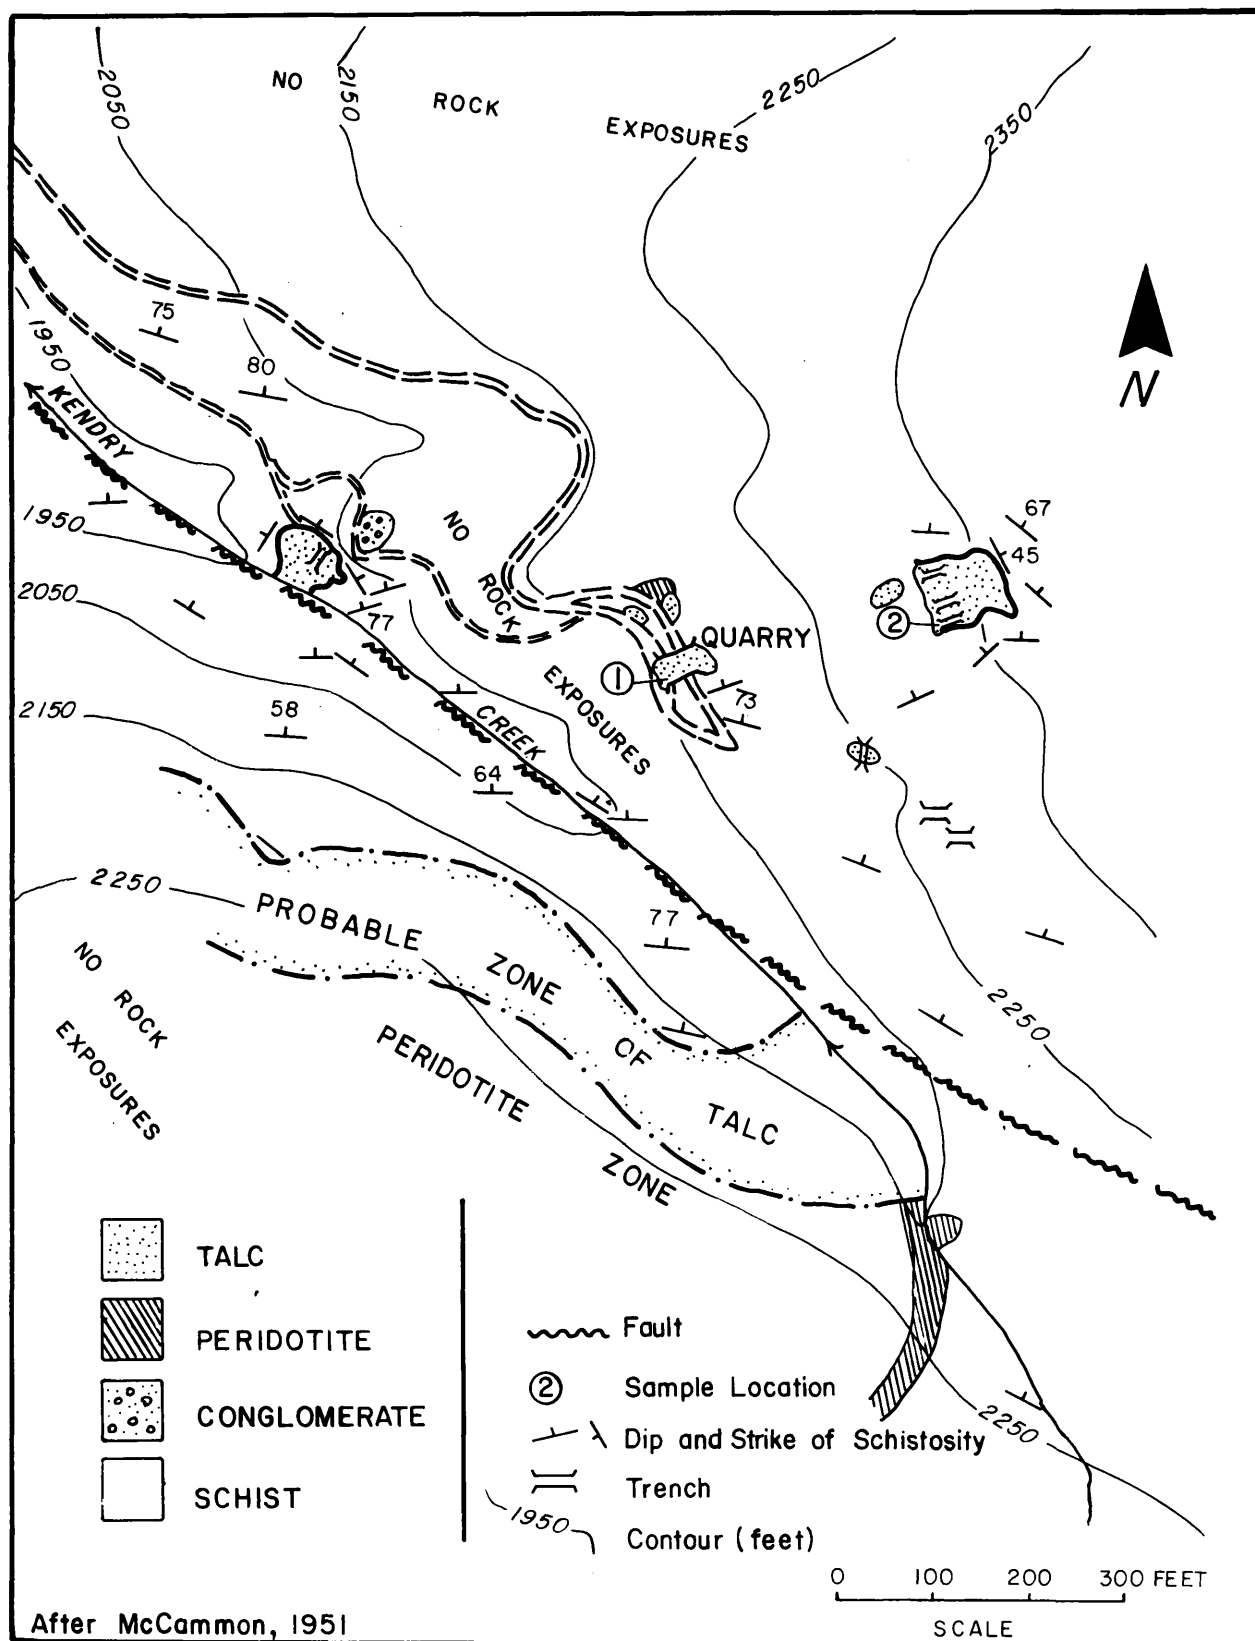 2050
NO
2150
ROCK
EXPOSURES
2250
2350
75
1950
80
KENDRY
N
67
NO
1950
45
2050
ROCK
77
2
QUARRY
1
EXPOSURES
73
2150
58
CREEK
64
2250
PROBABLE
77
NO
ROCK
EXPOSURES
ZONE
2250
OF
PERIDOTITE
TALC
ZONE
TALC
PERIDOTITE
CONGLOMERATE
SCHIST
Fault
2 Sample Location
Dip and Strike of Schistosity
Trench
1950 Contour (feet)
2250
0 100 200 300 FEET
SCALE
After McCammon, 1951